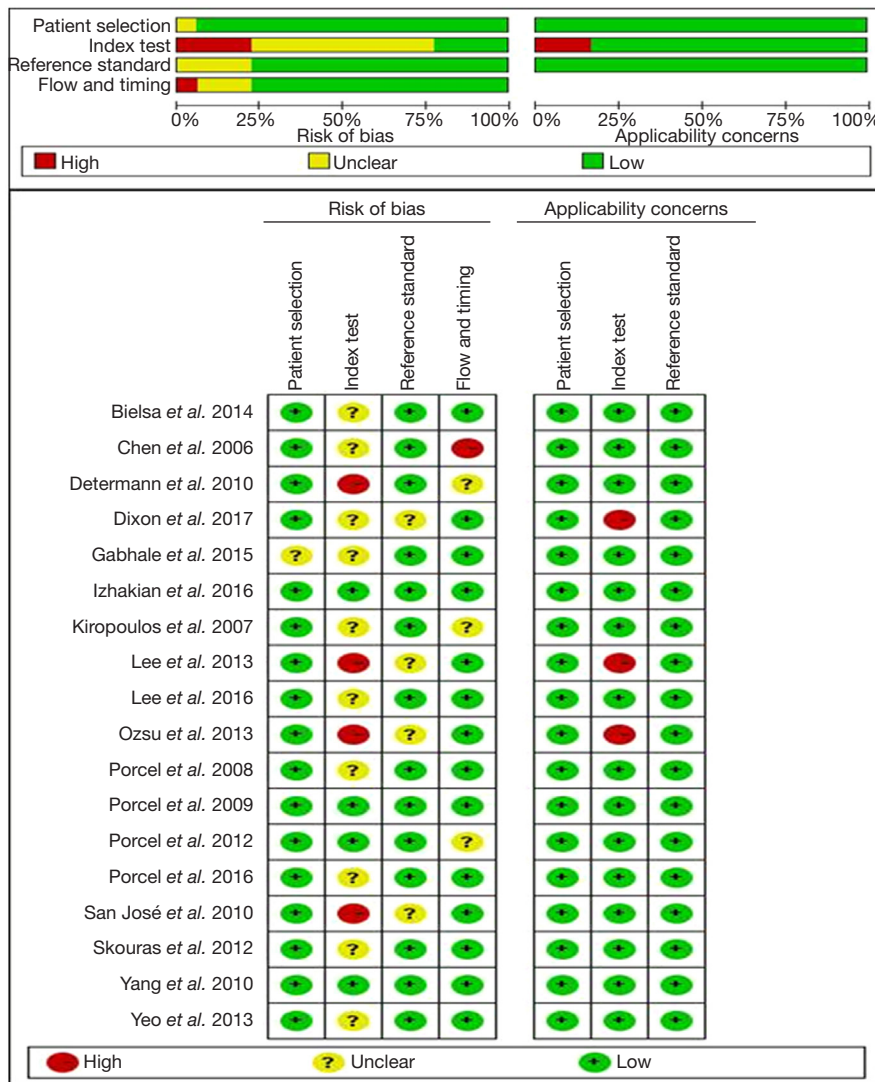 Patient selection
Index test
Reference standard
Flow and timing
0% 25% 50% 75% 100% 0% 25% 50% 75% 100%
Risk of bias Applicability concerns
High Unclear Low
Risk of bias Applicability concerns
Patient selection Index test Reference standard Flow and timing Patient selection Index test Reference standard
Bielsa et al. 2014 + ? + + + + +
Chen et al. 2006 + ? + - + + +
Determann et al. 2010 + - + ? + + +
Dixon et al. 2017 + ? ? + + - +
Gabhale et al. 2015 ? ? + + + + +
Izhakian et al. 2016 + + + + + + +
Kiropoulos et al. 2007 + ? + ? + + +
Lee et al. 2013 + - ? + + - +
Lee et al. 2016 + ? + + + + +
Ozsu et al. 2013 + - ? + + - +
Porcel et al. 2008 + ? + + + + +
Porcel et al. 2009 + + + + + + +
Porcel et al. 2012 + + + ? + + +
Porcel et al. 2016 + ? + + + + +
San José et al. 2010 + - ? + + + +
Skouras et al. 2012 + ? + + + + +
Yang et al. 2010 + + + + + + +
Yeo et al. 2013 + ? + + + + +
- High ? Unclear + Low